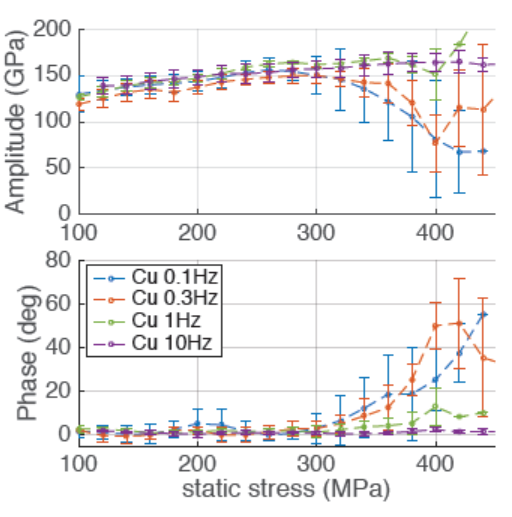 200
150
100
50
0
Amplitude (GPa)
100
200
300
400
80
60
40
20
0
Phase (deg)
Cu 0.1Hz
Cu 0.3Hz
Cu 1Hz
Cu 10Hz
100
200
300
400
static stress (MPa)